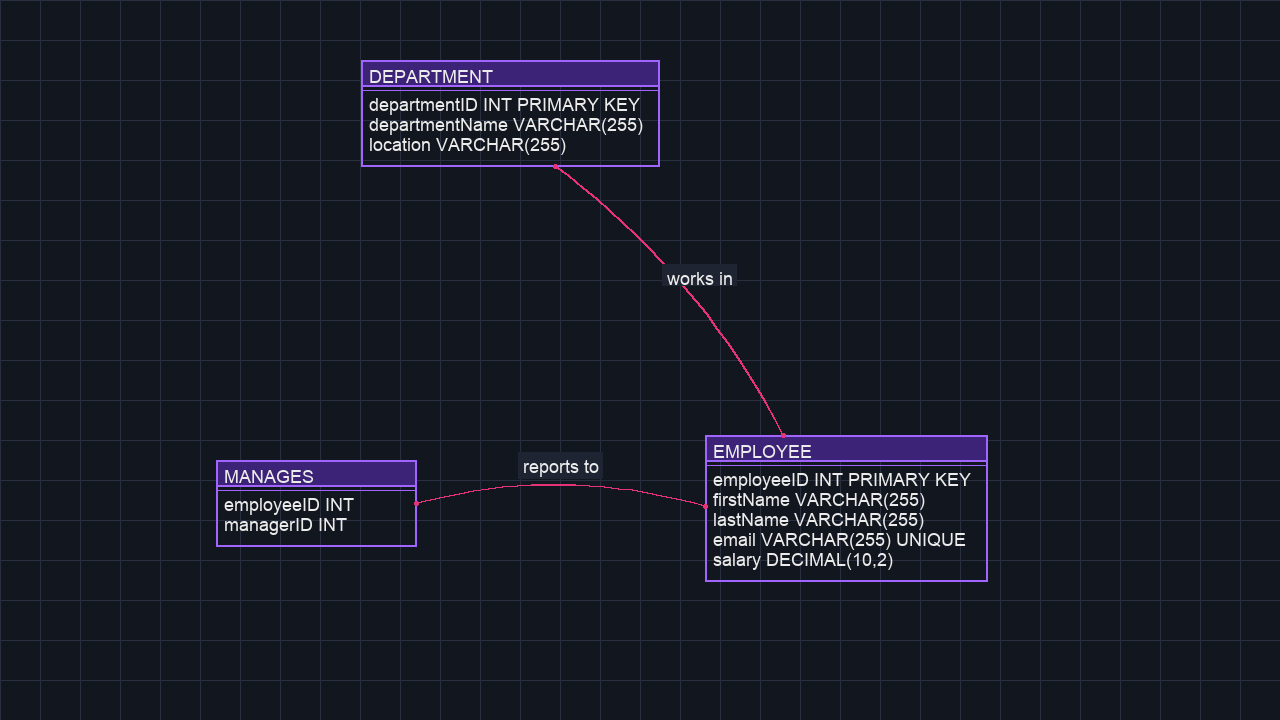 DEPARTMENT
departmentID INT PRIMARY KEY
departmentName VARCHAR(255)
location VARCHAR(255)
works in
MANAGES
employeeID INT
managerID INT
reports to
EMPLOYEE
employeeID INT PRIMARY KEY
firstName VARCHAR(255)
lastName VARCHAR(255)
email VARCHAR(255) UNIQUE
salary DECIMAL(10,2)